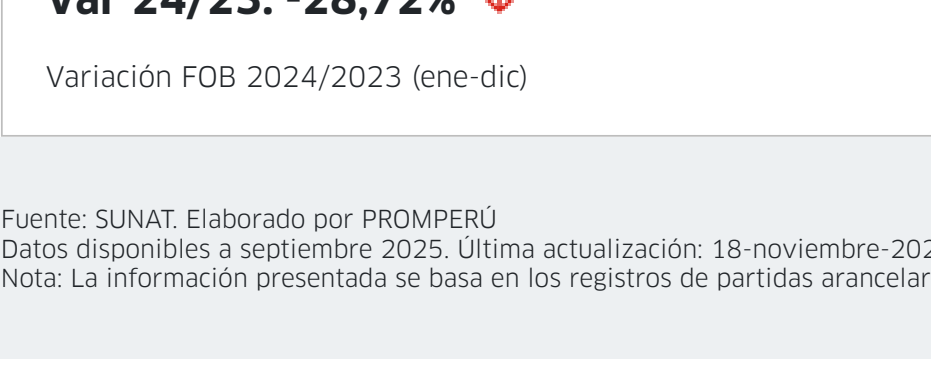 Var 24/23: -28,72%
Variación FOB 2024/2023 (ene-dic)
Fuente: SUNAT. Elaborado por PROMPERÚ
Datos disponibles a septiembre 2025. Última actualización: 18-noviembre-202
Nota: La información presentada se basa en los registros de partidas arancelar